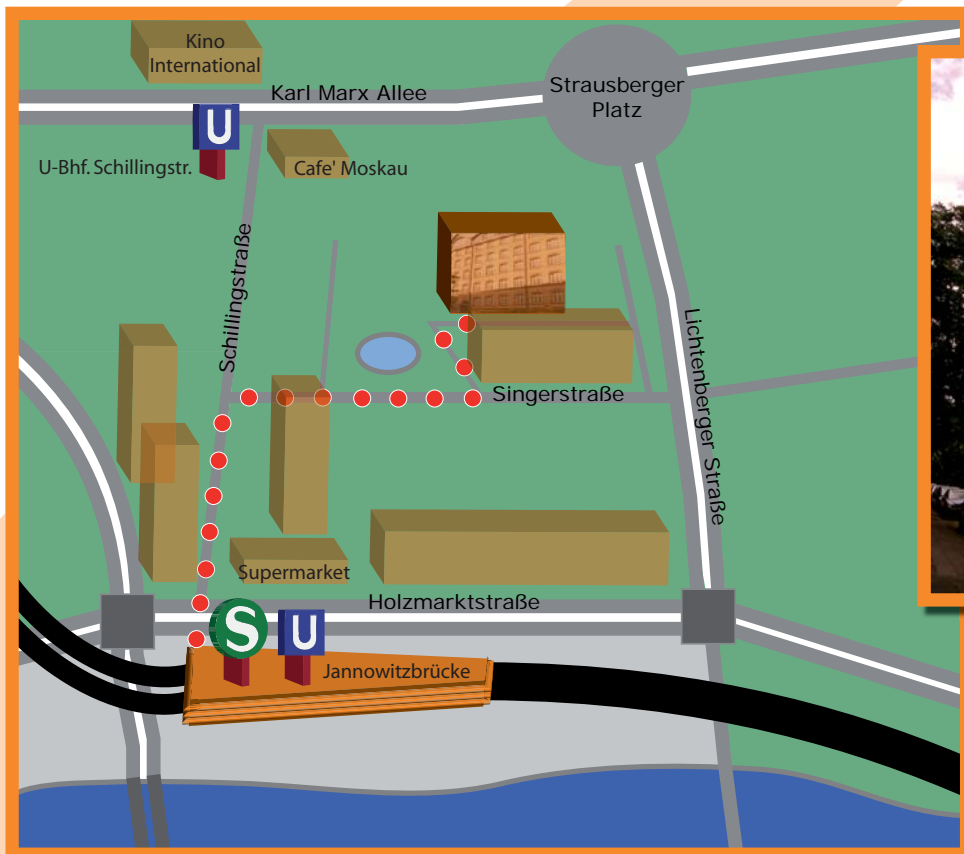 Kino
International
Karl Marx Allee
Strausberger
Platz
U
U-Bhf. Schillingstr.
Cafe' Moskau
Schillingstraße
Lichtenberger Straße
Singerstraße
Supermarket
Holzmarktstraße
S
U
Jannowitzbrücke